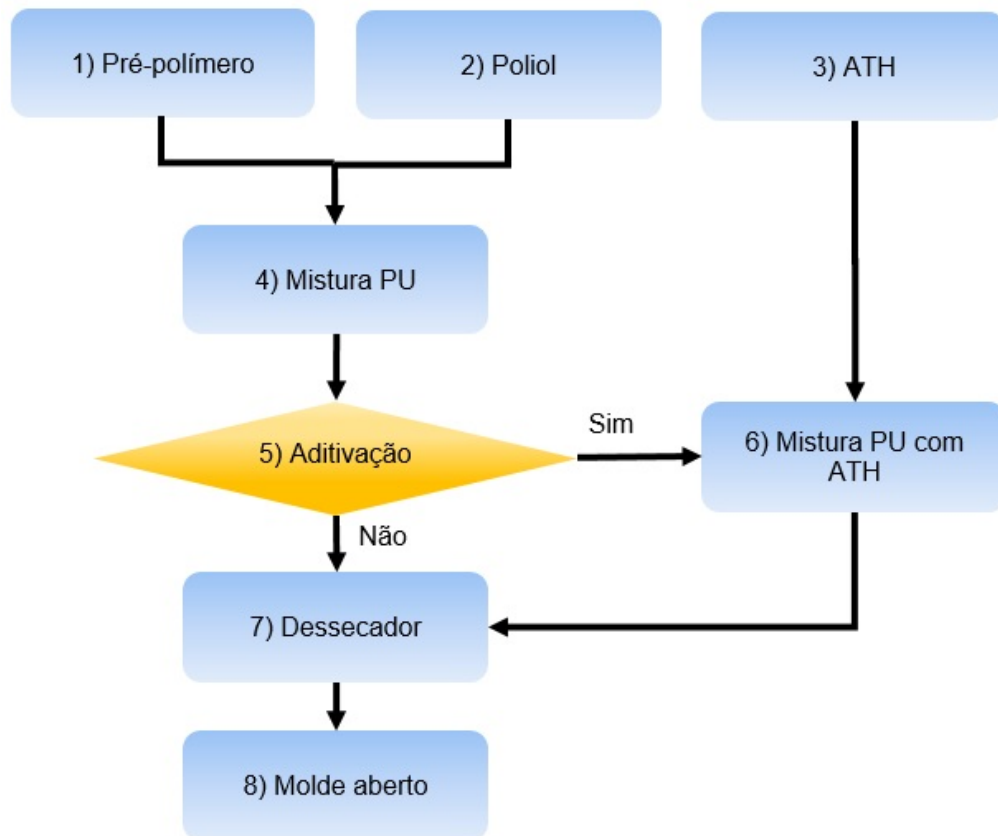 1) Pré-polímero
2) Poliol
3) ATH
4) Mistura PU
5) Aditivação
Sim
6) Mistura PU com
ATH
Não
7) Dessecador
8) Molde aberto